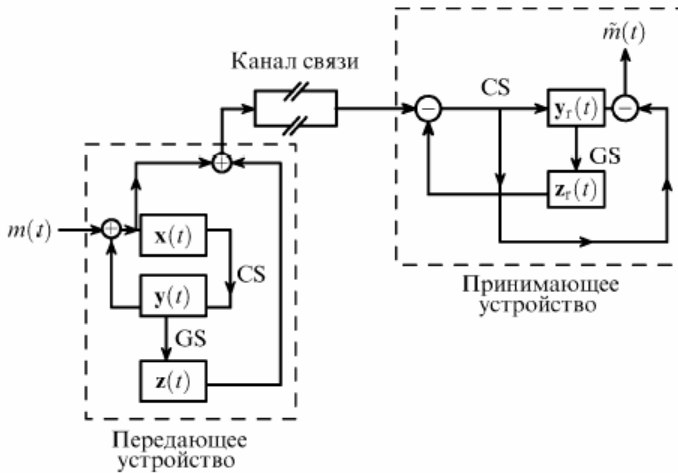 m̃(t)
Канал связи
CS
y_r(t)
GS
z_r(t)
m(t)
x(t)
CS
y(t)
GS
z(t)
Принимающее
устройство
Передающее
устройство